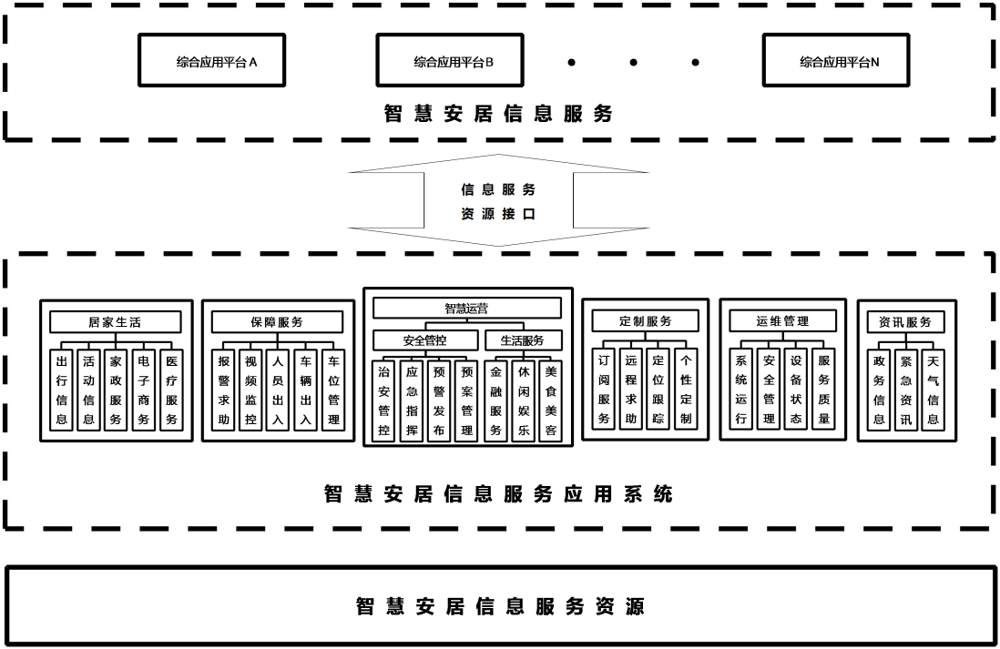 综合应用平台A
综合应用平台B
• • •
综合应用平台N
智慧安居信息服务
信息服务
资源接口
居家生活
出行信息
活动信息
家政服务
电子商务
医疗服务
保障服务
报警求助
视频监控
人员出入
车辆出入
车位管理
智慧运营
安全管控
治安管控
应急指挥
预警发布
预案管理
生活服务
金融服务
休闲娱乐
美食美客
定制服务
订阅服务
远程求助
定位跟踪
个性定制
运维管理
系统运行
安全管理
设备状态
服务质量
资讯服务
政务信息
紧急资讯
天气信息
智慧安居信息服务应用系统
智慧安居信息服务资源